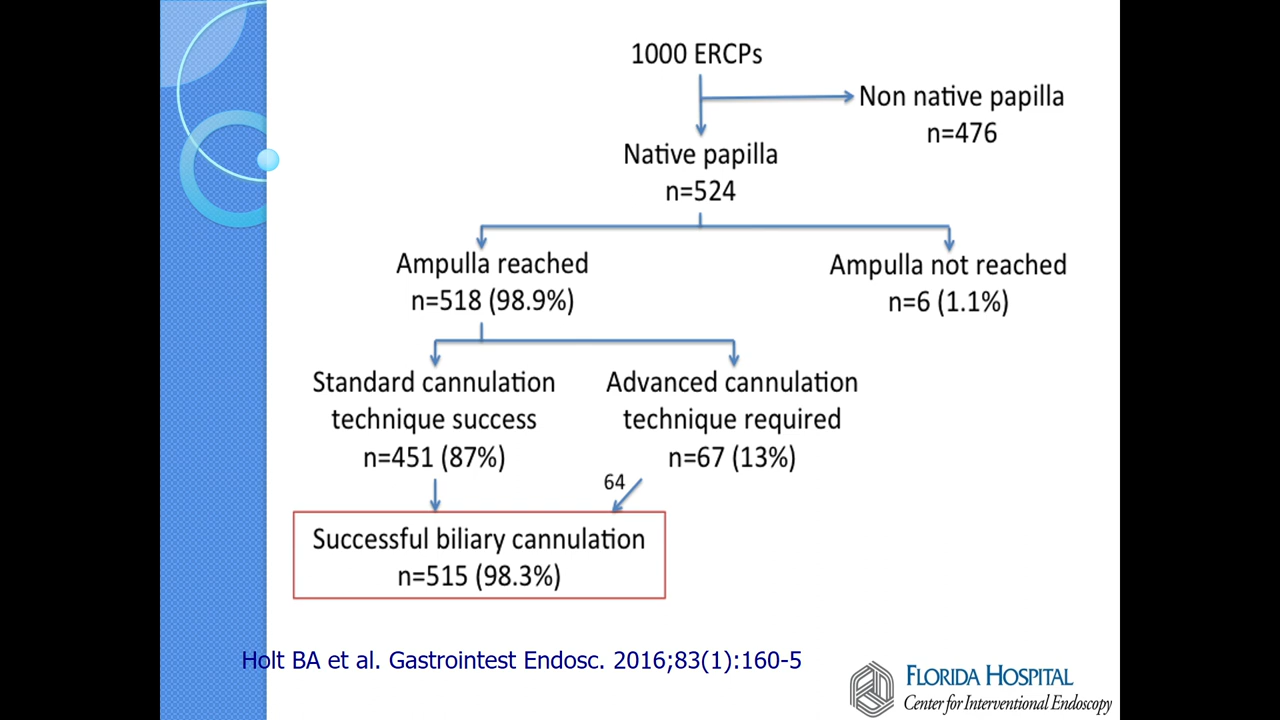 1000 ERCPs
Non native papilla
n=476
Native papilla
n=524
Ampulla reached
n=518 (98.9%)
Ampulla not reached
n=6 (1.1%)
Standard cannulation
technique success
n=451 (87%)
Advanced cannulation
technique required
n=67 (13%)
64
Successful biliary cannulation
n=515 (98.3%)
Holt BA et al. Gastrointest Endosc. 2016;83(1):160-5
FLORIDA HOSPITAL
Center for Interventional Endoscopy